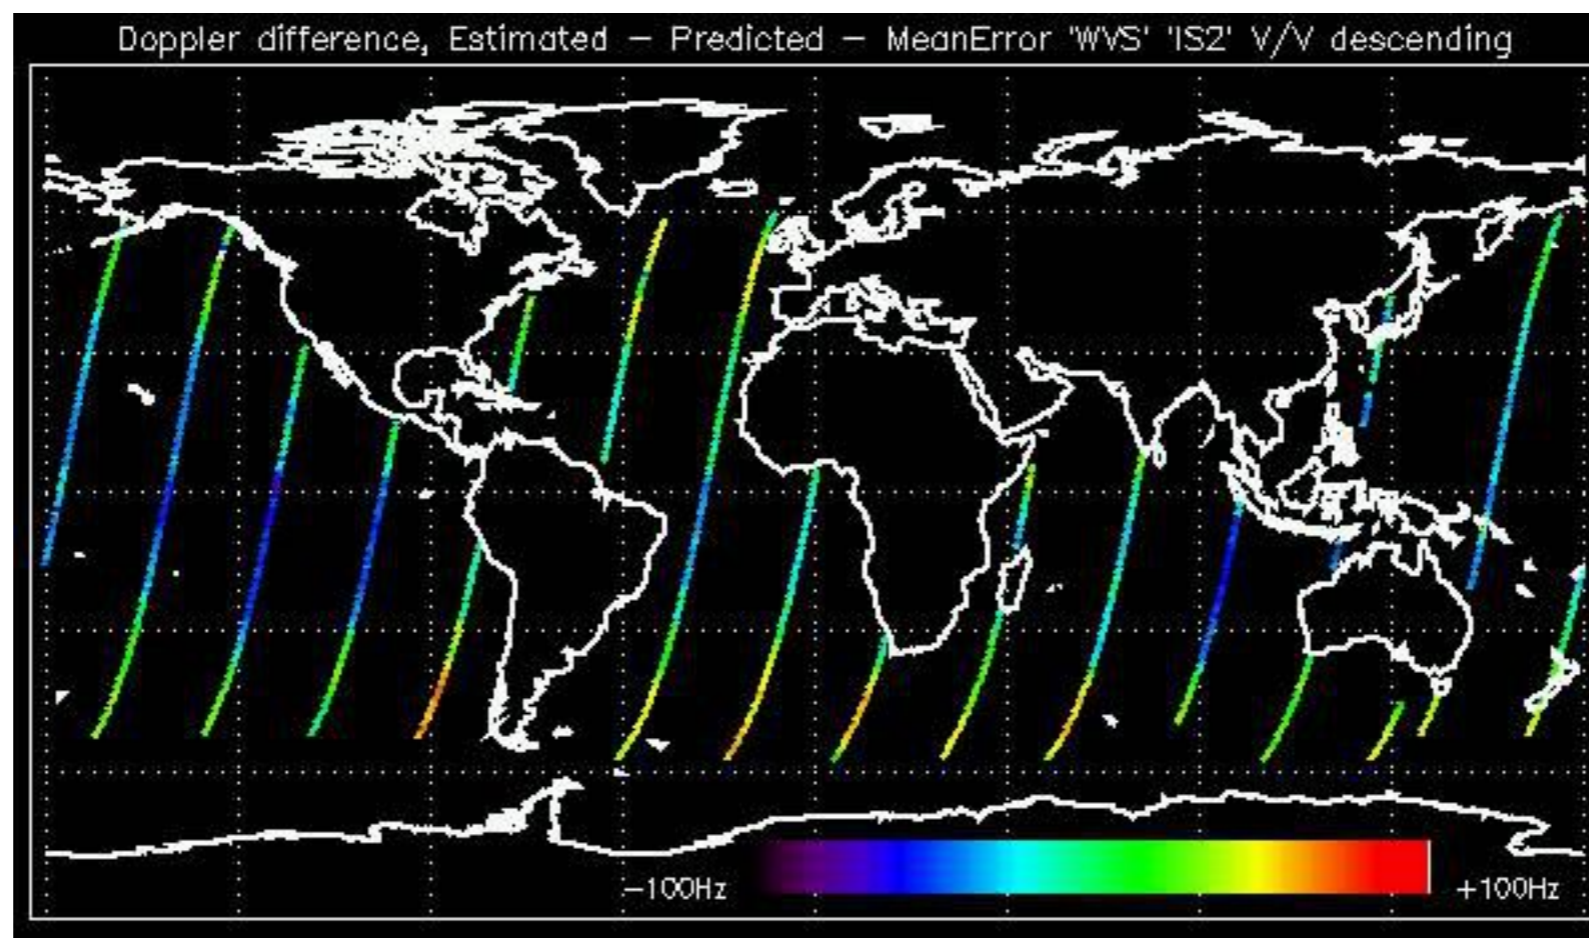 Doppler difference, Estimated – Predicted – MeanError 'WVS' 'IS2' V/V descending
–100Hz
+100Hz